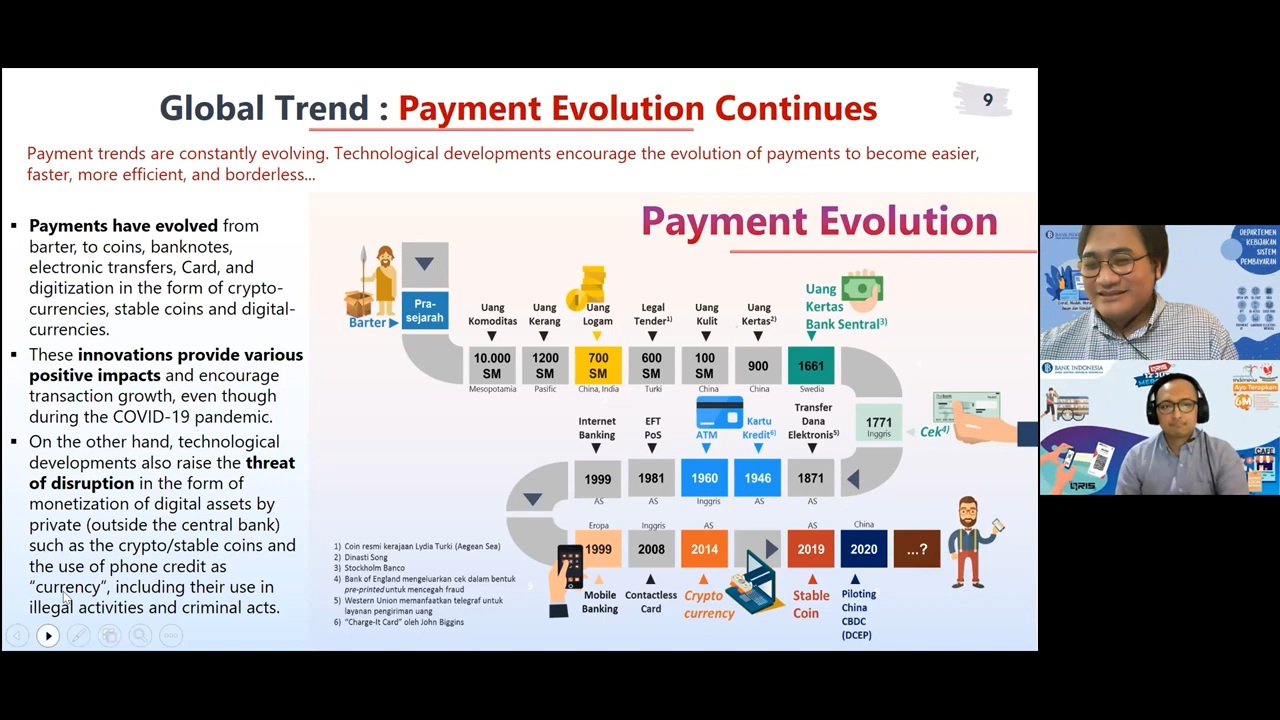 Global Trend : Payment Evolution Continues
9
Payment trends are constantly evolving. Technological developments encourage the evolution of payments to become easier,
faster, more efficient, and borderless...
▪ Payments have evolved from
barter, to coins, banknotes,
electronic transfers, Card, and
digitization in the form of crypto-
currencies, stable coins and digital-
currencies.
▪ These innovations provide various
positive impacts and encourage
transaction growth, even though
during the COVID-19 pandemic.
▪ On the other hand, technological
developments also raise the threat
of disruption in the form of
monetization of digital assets by
private (outside the central bank)
such as the crypto/stable coins and
the use of phone credit as
“currency”, including their use in
illegal activities and criminal acts.
Payment Evolution
Barter
Pra-
sejarah
Uang
Komoditas
10.000
SM
Mesopotamia
Uang
Kerang
1200
SM
Pasific
Uang
Logam
700
SM
China, India
Legal
Tender1)
600
SM
Turki
Uang
Kulit
100
SM
China
Uang
Kertas2)
900
China
Uang
Kertas
Bank Sentral3)
1661
Swedia
1771
Inggris
Cek4)
Transfer
Dana
Elektronis5)
1871
AS
Kartu
Kredit6)
1946
AS
ATM
1960
Inggris
EFT
PoS
1981
AS
Internet
Banking
1999
AS
Eropa
1999
Mobile
Banking
Inggris
2008
Contactless
Card
AS
2014
Crypto
currency
AS
2019
Stable
Coin
China
2020
Piloting
China
CBDC
(DCEP)
...?
1) Coin resmi kerajaan Lydia Turki (Aegean Sea)
2) Dinasti Song
3) Stockholm Banco
4) Bank of England mengeluarkan cek dalam bentuk
pre-printed untuk mencegah fraud
5) Western Union memanfaatkan telegraf untuk
layanan pengiriman uang
6) “Charge-It Card” oleh John Biggins
BANK INDONESIA
DEPARTEMEN
KEBIJAKAN
SISTEM
PEMBAYARAN
BANK INDONESIA
Ayo Terapkan
6M
QRIS
CAFE